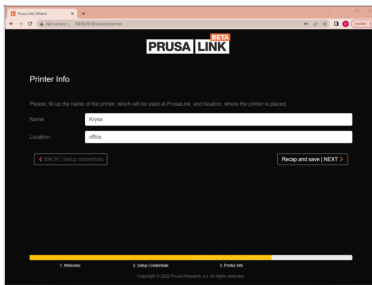 Prusa Link | Wizard
Not secure
Update
PRUSA LINK
BETA
Printer Info
Please, fill up the name of the printer, which will be used at PrusaLink, and location, where the printer is placed
Name:
Krysa
Location:
office
BACK | Setup credentials
Recap and save | NEXT
1. Welcome
2. Setup Credentials
3. Printer Info
Copyright © 2022 Prusa Research a.s. All rights reserved.